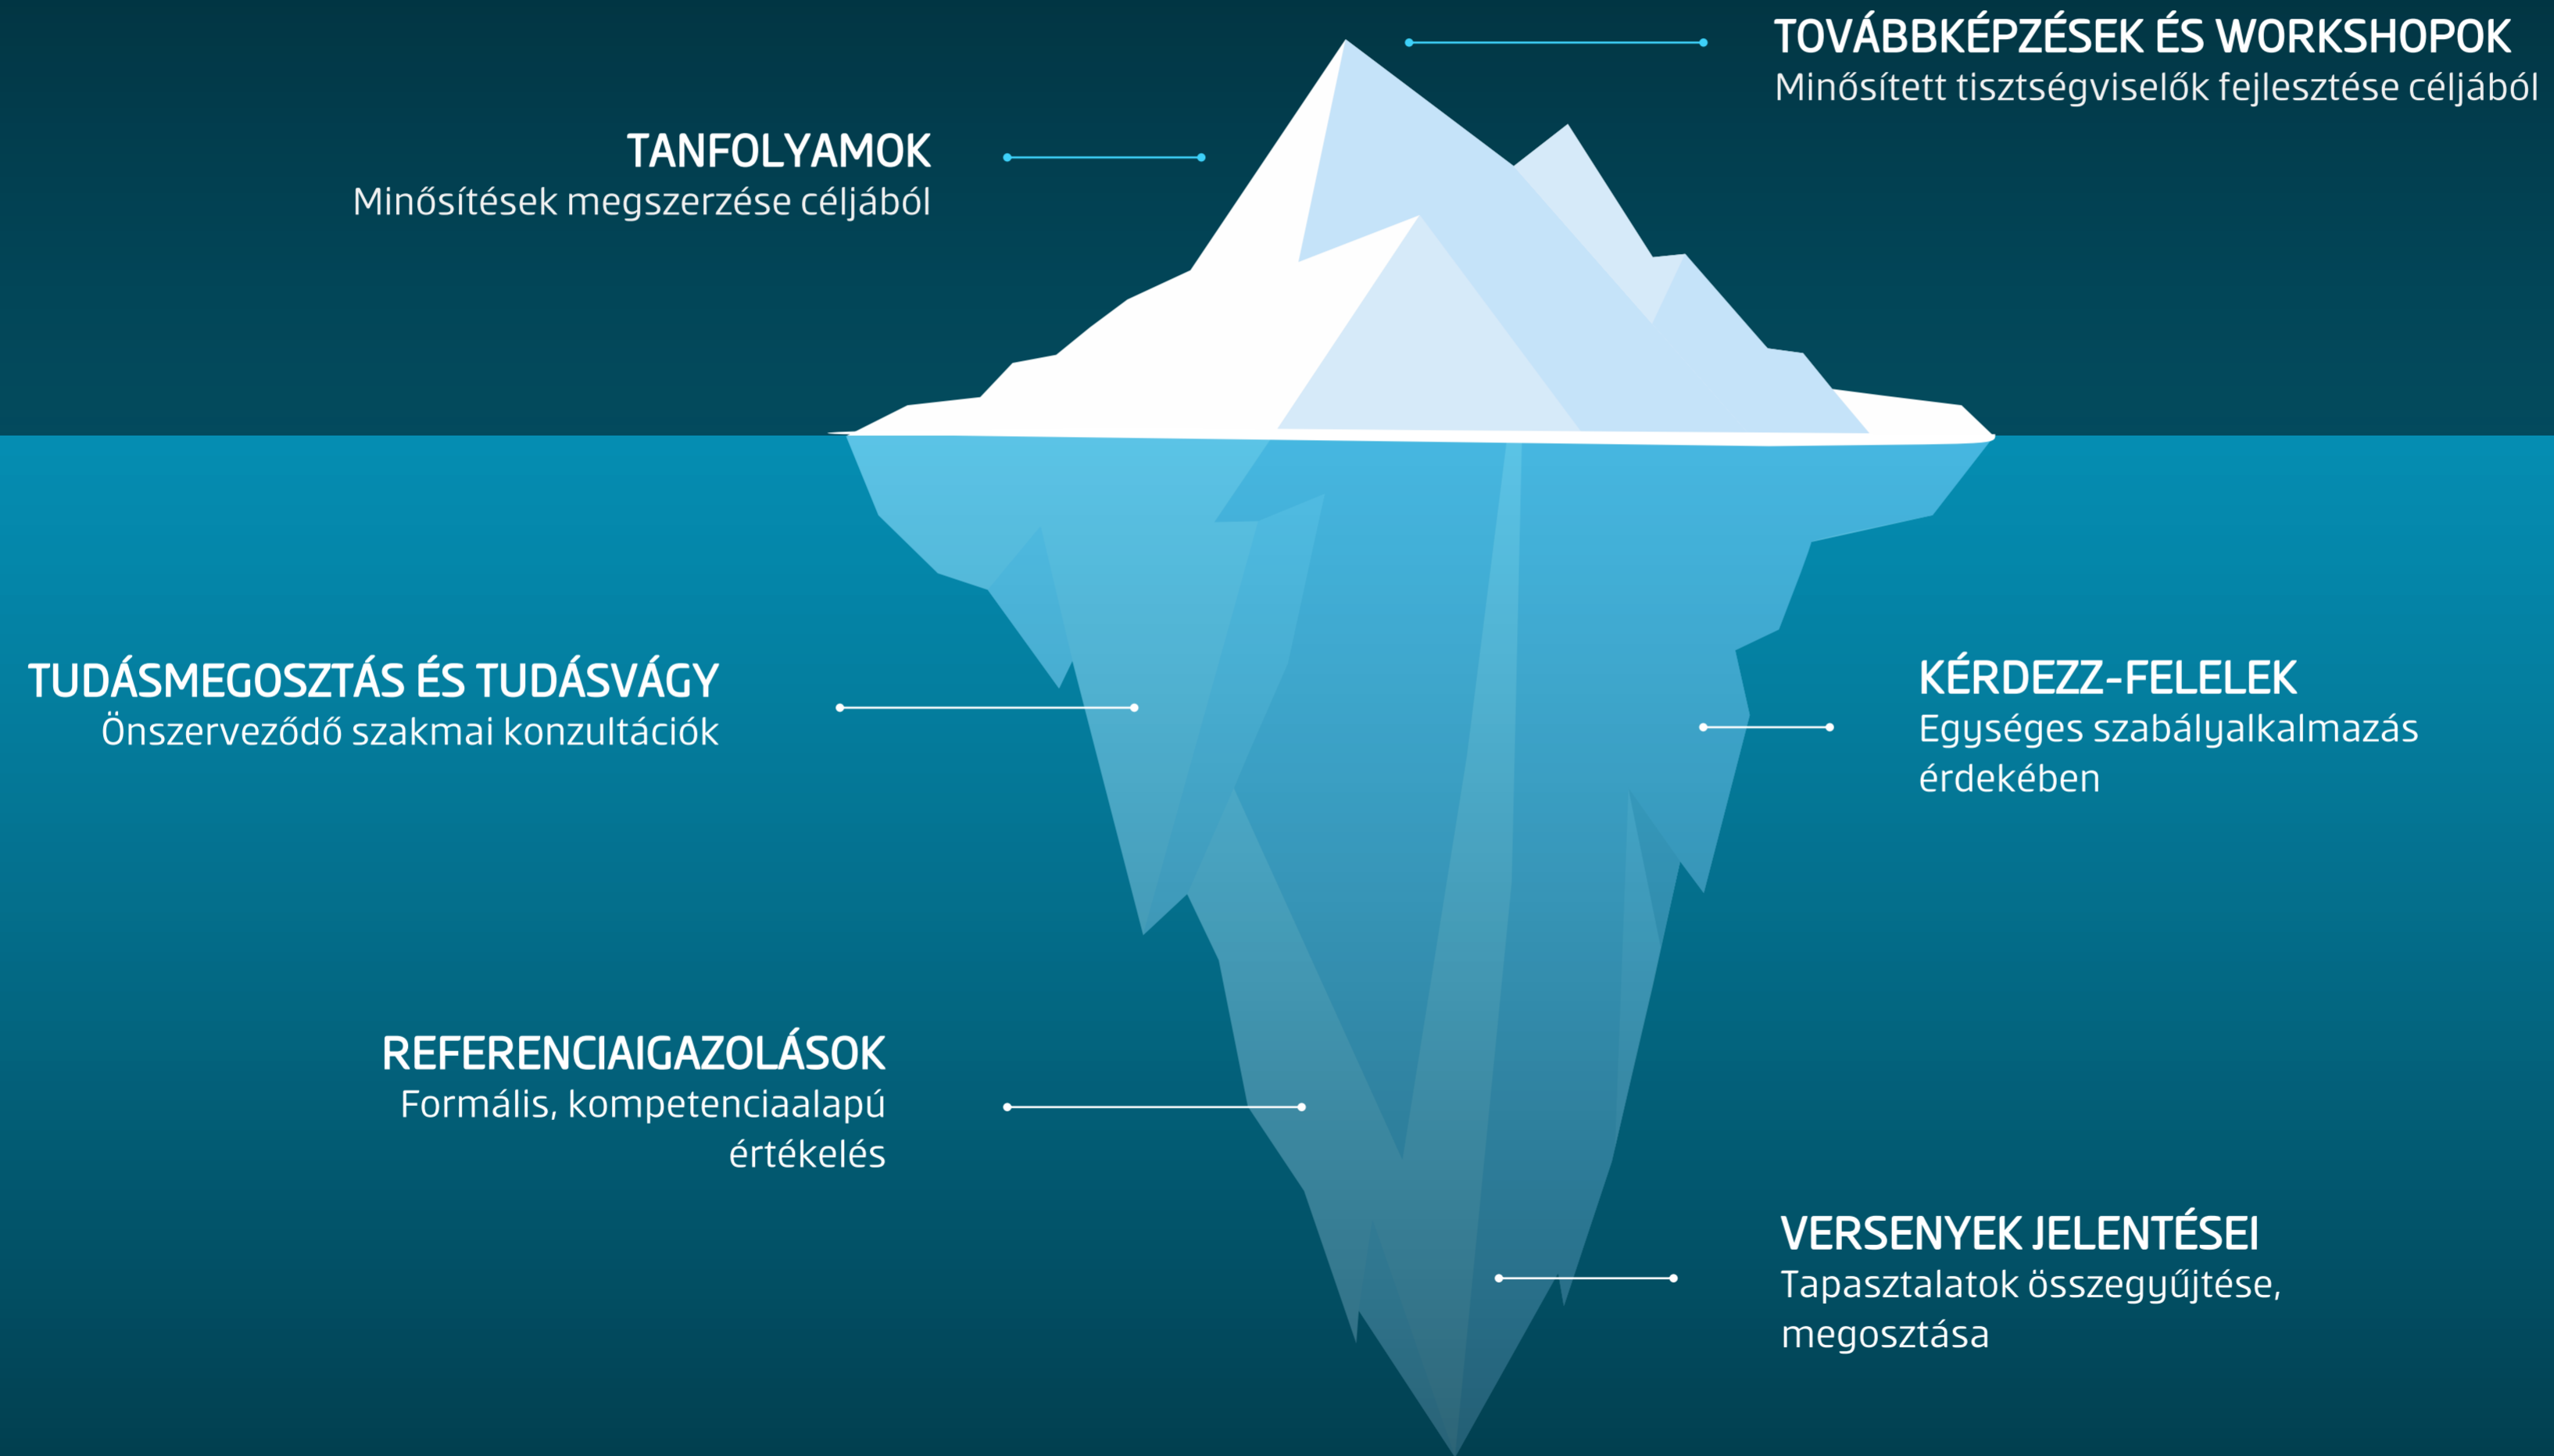 TOVÁBBKÉPZÉSEK ÉS WORKSHOPOK
Minősített tisztségviselők fejlesztése céljából
TANFOLYAMOK
Minősítések megszerzése céljából
TUDÁSMEGOSZTÁS ÉS TUDÁSVÁGY
Önszerveződő szakmai konzultációk
KÉRDEZZ-FELELEK
Egységes szabályalkalmazás
érdekében
REFERENCIAIGAZOLÁSOK
Formális, kompetenciaalapú
értékelés
VERSENYEK JELENTÉSEI
Tapasztalatok összegyűjtése,
megosztása